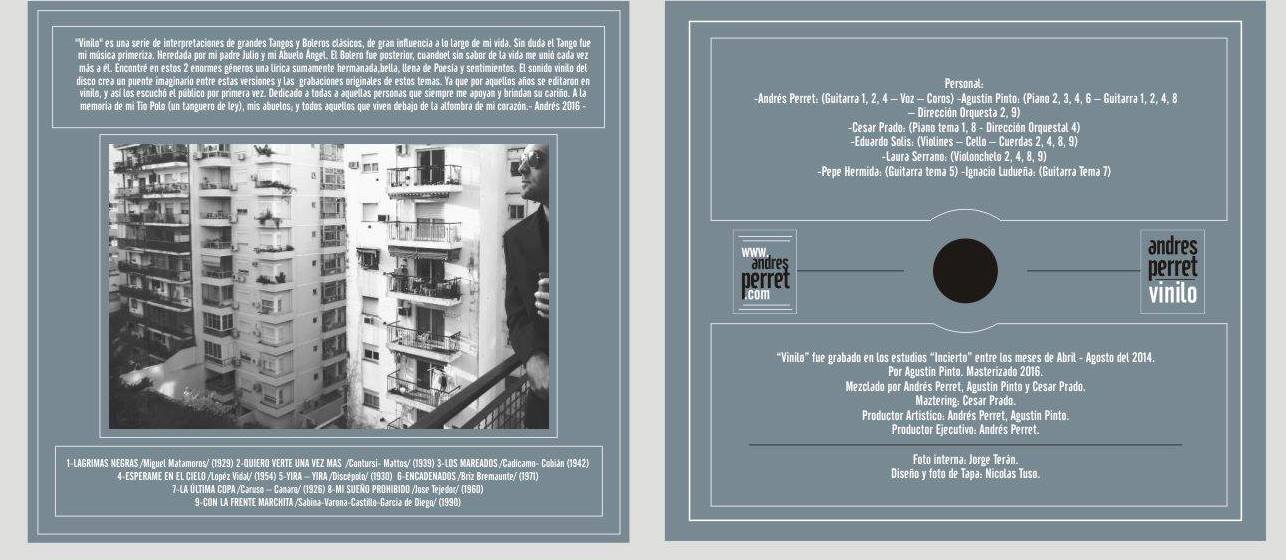 "Vinilo" es una serie de interpretaciones de grandes Tangos y Boleros clásicos, de gran influencia a lo largo de mi vida. Sin duda el Tango fue
mi música primeriza. Heredada por mi padre Julio y mi Abuelo Angel. El Bolero fue posterior, cuandoel sin sabor de la vida me unió cada vez
más a él. Encontré en estos 2 enormes géneros una lírica sumamente hermanada,bella, llena de Poesía y sentimientos. El sonido vinilo del
disco crea un puente imaginario entre estas versiones y las grabaciones originales de estos temas. Ya que por aquellos años se editaron en
vinilo, y así los escuchó el público por primera vez. Dedicado a todas a aquellas personas que siempre me apoyan y brindan su cariño. A la
memoria de mi Tío Polo (un tanguero de ley), mis abuelos; y todos aquellos que viven debajo de la alfombra de mi corazón.- Andrés 2016 -
1-LAGRIMAS NEGRAS /Miguel Matamoros/ (1929) 2-QUIERO VERTE UNA VEZ MAS /Contursi- Mattos/ (1939) 3-LOS MAREADOS /Cadícamo- Cobián (1942)
4-ESPERAME EN EL CIELO /Lopéz Vidal/ (1954) 5-YIRA – YIRA /Discépolo/ (1930) 6-ENCADENADOS /Briz Bremaunte/ (1971)
7-LA ÚLTIMA COPA /Caruso – Canaro/ (1926) 8-MI SUEÑO PROHIBIDO /Jose Tejedor/ (1960)
9-CON LA FRENTE MARCHITA /Sabina-Varona-Castillo-Garcia de Diego/ (1990)
Personal:
-Andrés Perret: (Guitarra 1, 2, 4 – Voz – Coros) -Agustín Pinto: (Piano 2, 3, 4, 6 – Guitarra 1, 2, 4, 8
– Dirección Orquesta 2, 9)
-Cesar Prado: (Piano tema 1, 8 - Dirección Orquestal 4)
-Eduardo Solis: (Violines – Cello – Cuerdas 2, 4, 8, 9)
-Laura Serrano: (Violonchelo 2, 4, 8, 9)
-Pepe Hermida: (Guitarra tema 5) -Ignacio Ludueña: (Guitarra Tema 7)
www.
andres
perret
.com
andres
perret
vinilo
"Vinilo" fue grabado en los estudios "Incierto" entre los meses de Abril - Agosto del 2014.
Por Agustín Pinto. Masterizado 2016.
Mezclado por Andrés Perret, Agustín Pinto y Cesar Prado.
Maztering: Cesar Prado.
Productor Artistico: Andrés Perret, Agustín Pinto.
Productor Ejecutivo: Andrés Perret.
Foto interna: Jorge Terán.
Diseño y foto de Tapa: Nicolas Tuso.